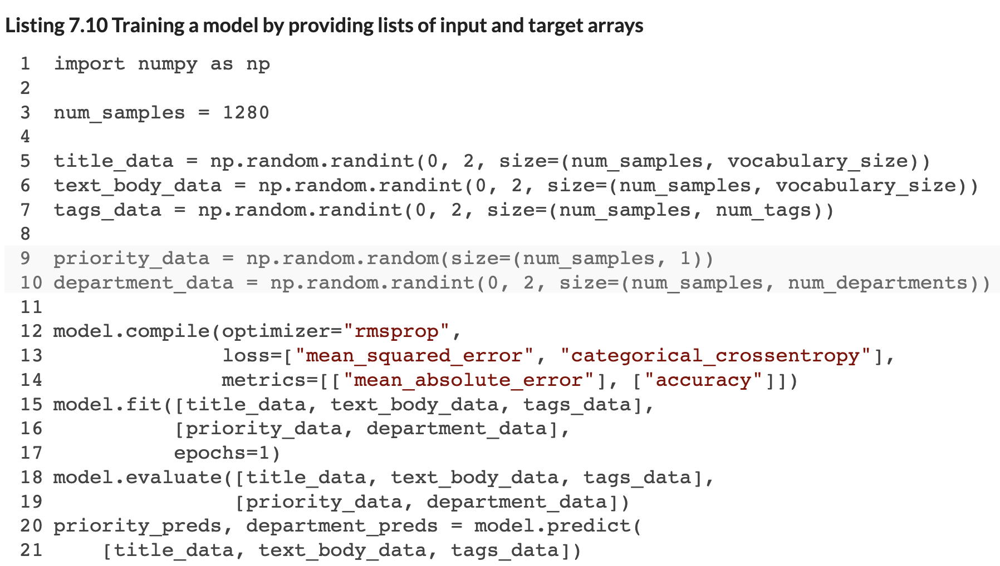 Listing 7.10 Training a model by providing lists of input and target arrays
1 import numpy as np
2
3 num_samples = 1280
4
5 title_data = np.random.randint(0, 2, size=(num_samples, vocabulary_size))
6 text_body_data = np.random.randint(0, 2, size=(num_samples, vocabulary_size))
7 tags_data = np.random.randint(0, 2, size=(num_samples, num_tags))
8
9 priority_data = np.random.random(size=(num_samples, 1))
10 department_data = np.random.randint(0, 2, size=(num_samples, num_departments))
11
12 model.compile(optimizer="rmsprop",
13               loss=["mean_squared_error", "categorical_crossentropy"],
14               metrics=[["mean_absolute_error"], ["accuracy"]])
15 model.fit([title_data, text_body_data, tags_data],
16           [priority_data, department_data],
17           epochs=1)
18 model.evaluate([title_data, text_body_data, tags_data],
19                [priority_data, department_data])
20 priority_preds, department_preds = model.predict(
21     [title_data, text_body_data, tags_data])